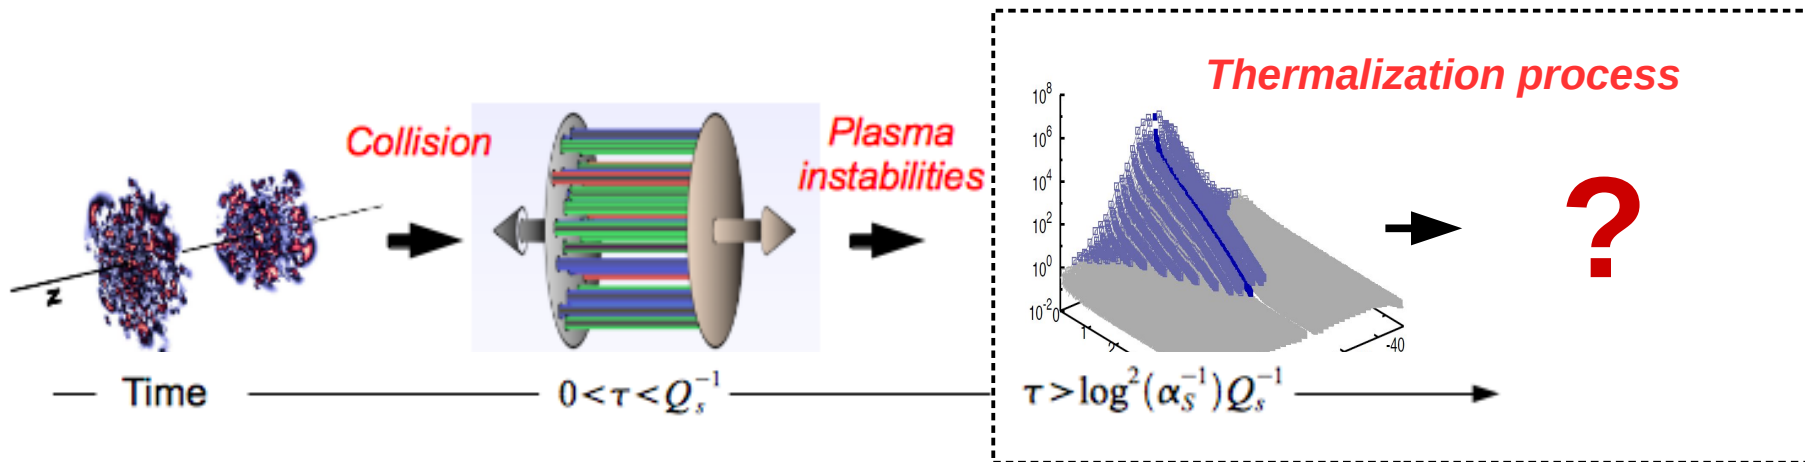 Thermalization process
Collision
Plasma
instabilities
z
10^8
10^6
10^4
10^2
10^0
10^-2
0
1
2
-40
Time
0<τ<Q_s^{-1}
τ>log^2(α_S^{-1})Q_s^{-1}
?